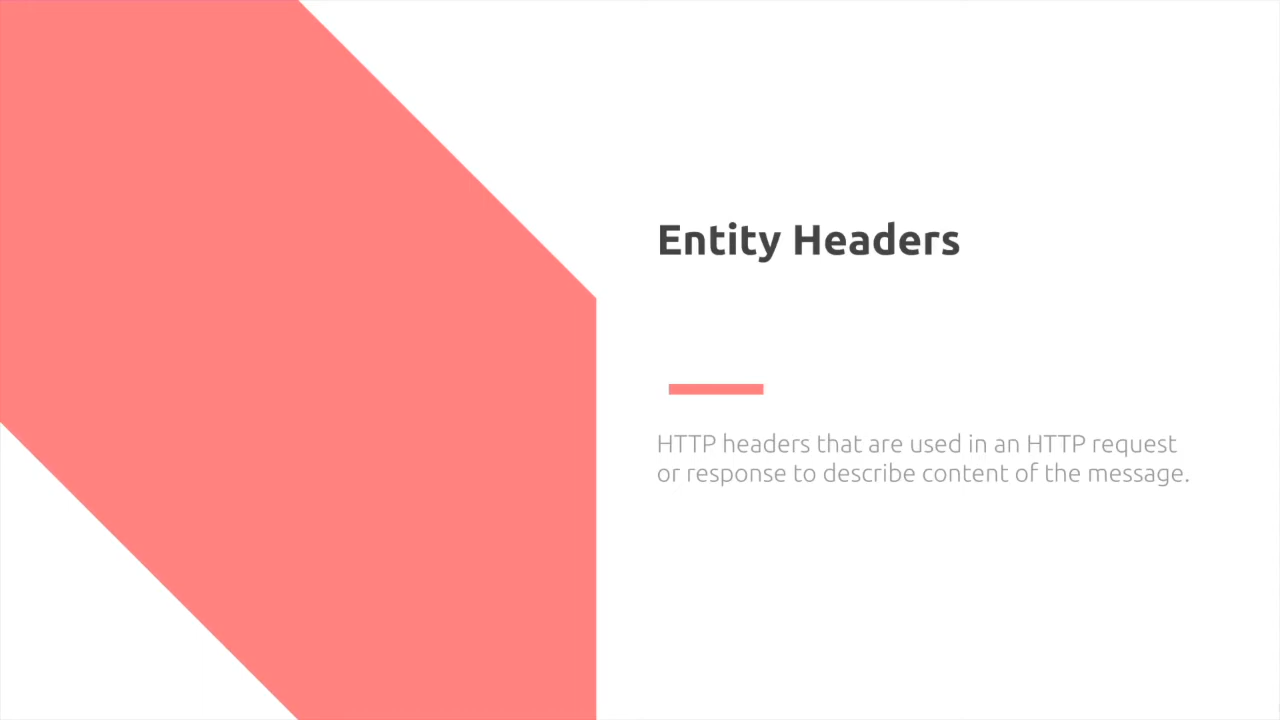 Entity Headers
HTTP headers that are used in an HTTP request
or response to describe content of the message.